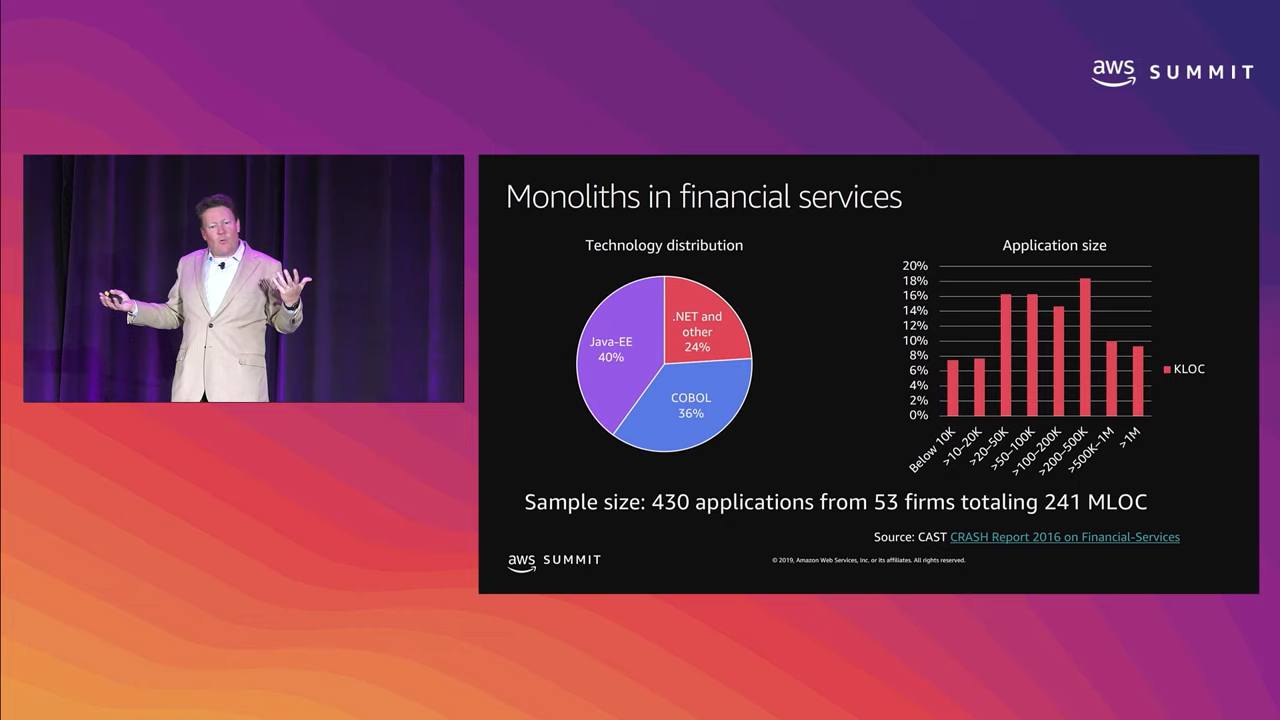 aws SUMMIT
Monoliths in financial services
Technology distribution
.NET and
other
24%
Java-EE
40%
COBOL
36%
Application size
20%
18%
16%
14%
12%
10%
8%
6%
4%
2%
0%
KLOC
Below 10K
>10–20K
>20–50K
>50–100K
>100–200K
>200–500K
>500K–1M
>1M
Sample size: 430 applications from 53 firms totaling 241 MLOC
Source: CAST CRASH Report 2016 on Financial-Services
aws SUMMIT
© 2019, Amazon Web Services, Inc. or its affiliates. All rights reserved.